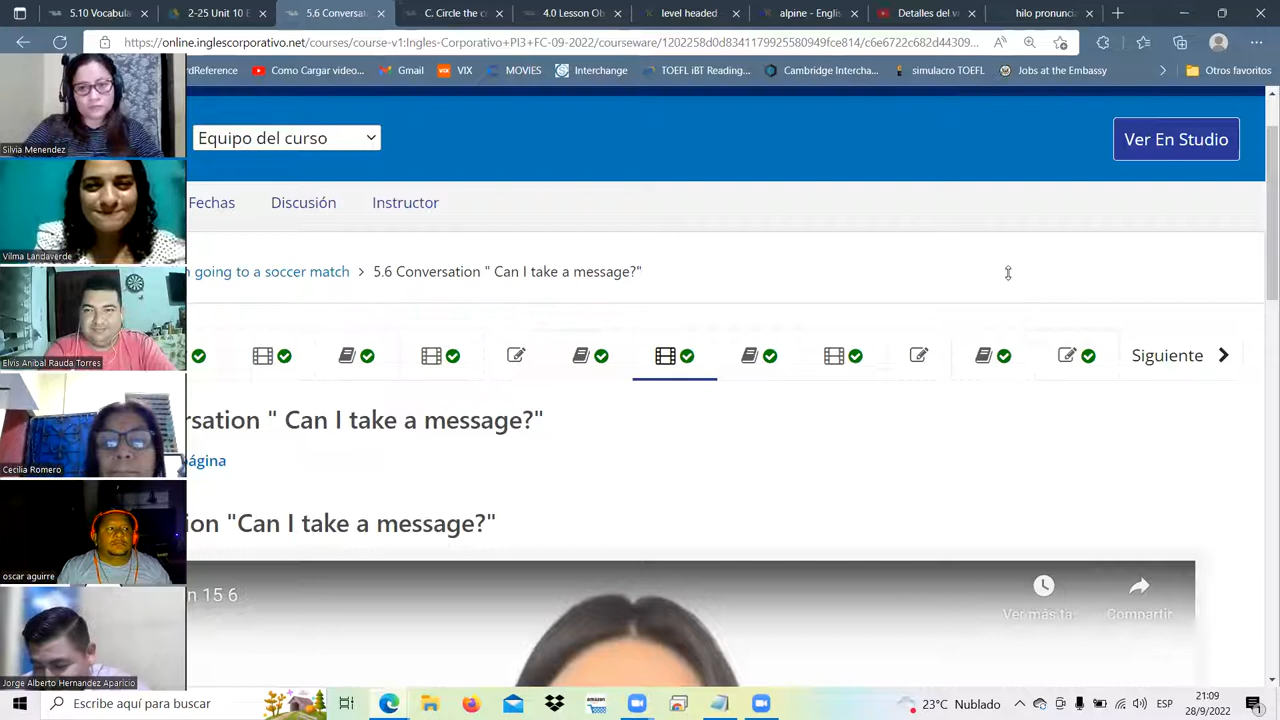 5.10 Vocabula
2-25 Unit 10 E
5.6 Conversat
C. Circle the c
4.0 Lesson Ob
level header
alpine - Englis
Detalles del v
hilo pronuncia
https://online.inglescorporativo.net/courses/course-v1:Ingles-Corporativo+PI3+FC-09-2022/courseware/1202258d0d8341179925580949fce814/c6e6722c682d44309...
rdReference
Como Cargar video...
Gmail
VIX
MOVIES
Interchange
TOEFL iBT Reading...
Cambridge Intercha...
simulacro TOEFL
Jobs at the Embassy
Otros favoritos
Equipo del curso
Ver En Studio
Silvia Menendez
Fechas
Discusión
Instructor
Vilma Landaverde
going to a soccer match > 5.6 Conversation " Can I take a message?"
Elvis Anibal Rauda Torres
Siguiente
rsation " Can I take a message?"
ágina
Cecilia Romero
ion "Can I take a message?"
oscar aguirre
n 15 6
Ver más ta...
Compartir
Jorge Alberto Hernandez Aparicio
Escribe aquí para buscar
amazon
23°C Nublado
ESP
21:09
28/9/2022
1